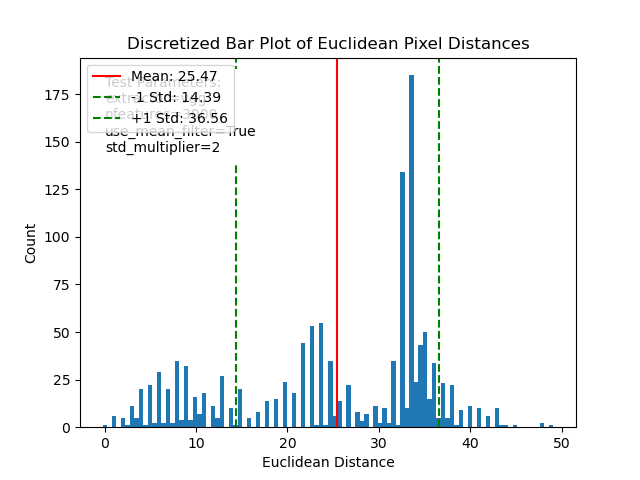 Discretized Bar Plot of Euclidean Pixel Distances
Mean: 25.47
-1 Std: 14.39
+1 Std: 36.56
Test Parameters:
use_mean_filter=True
std_multiplier=2
Count
175
150
125
100
75
50
25
0
0 10 20 30 40 50
Euclidean Distance